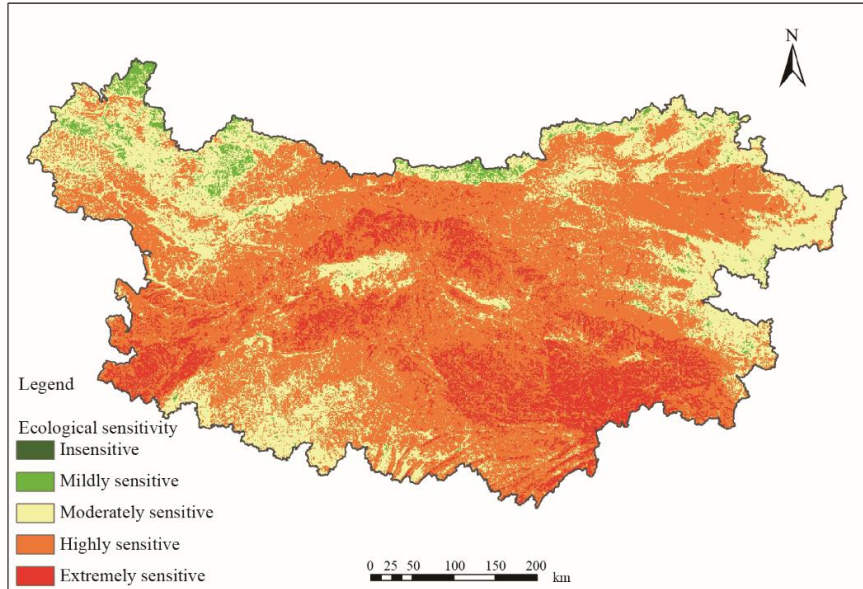 N
Legend
Ecological sensitivity
Insensitive
Mildly sensitive
Moderately sensitive
Highly sensitive
Extremely sensitive
0 25 50 100 150 200
km